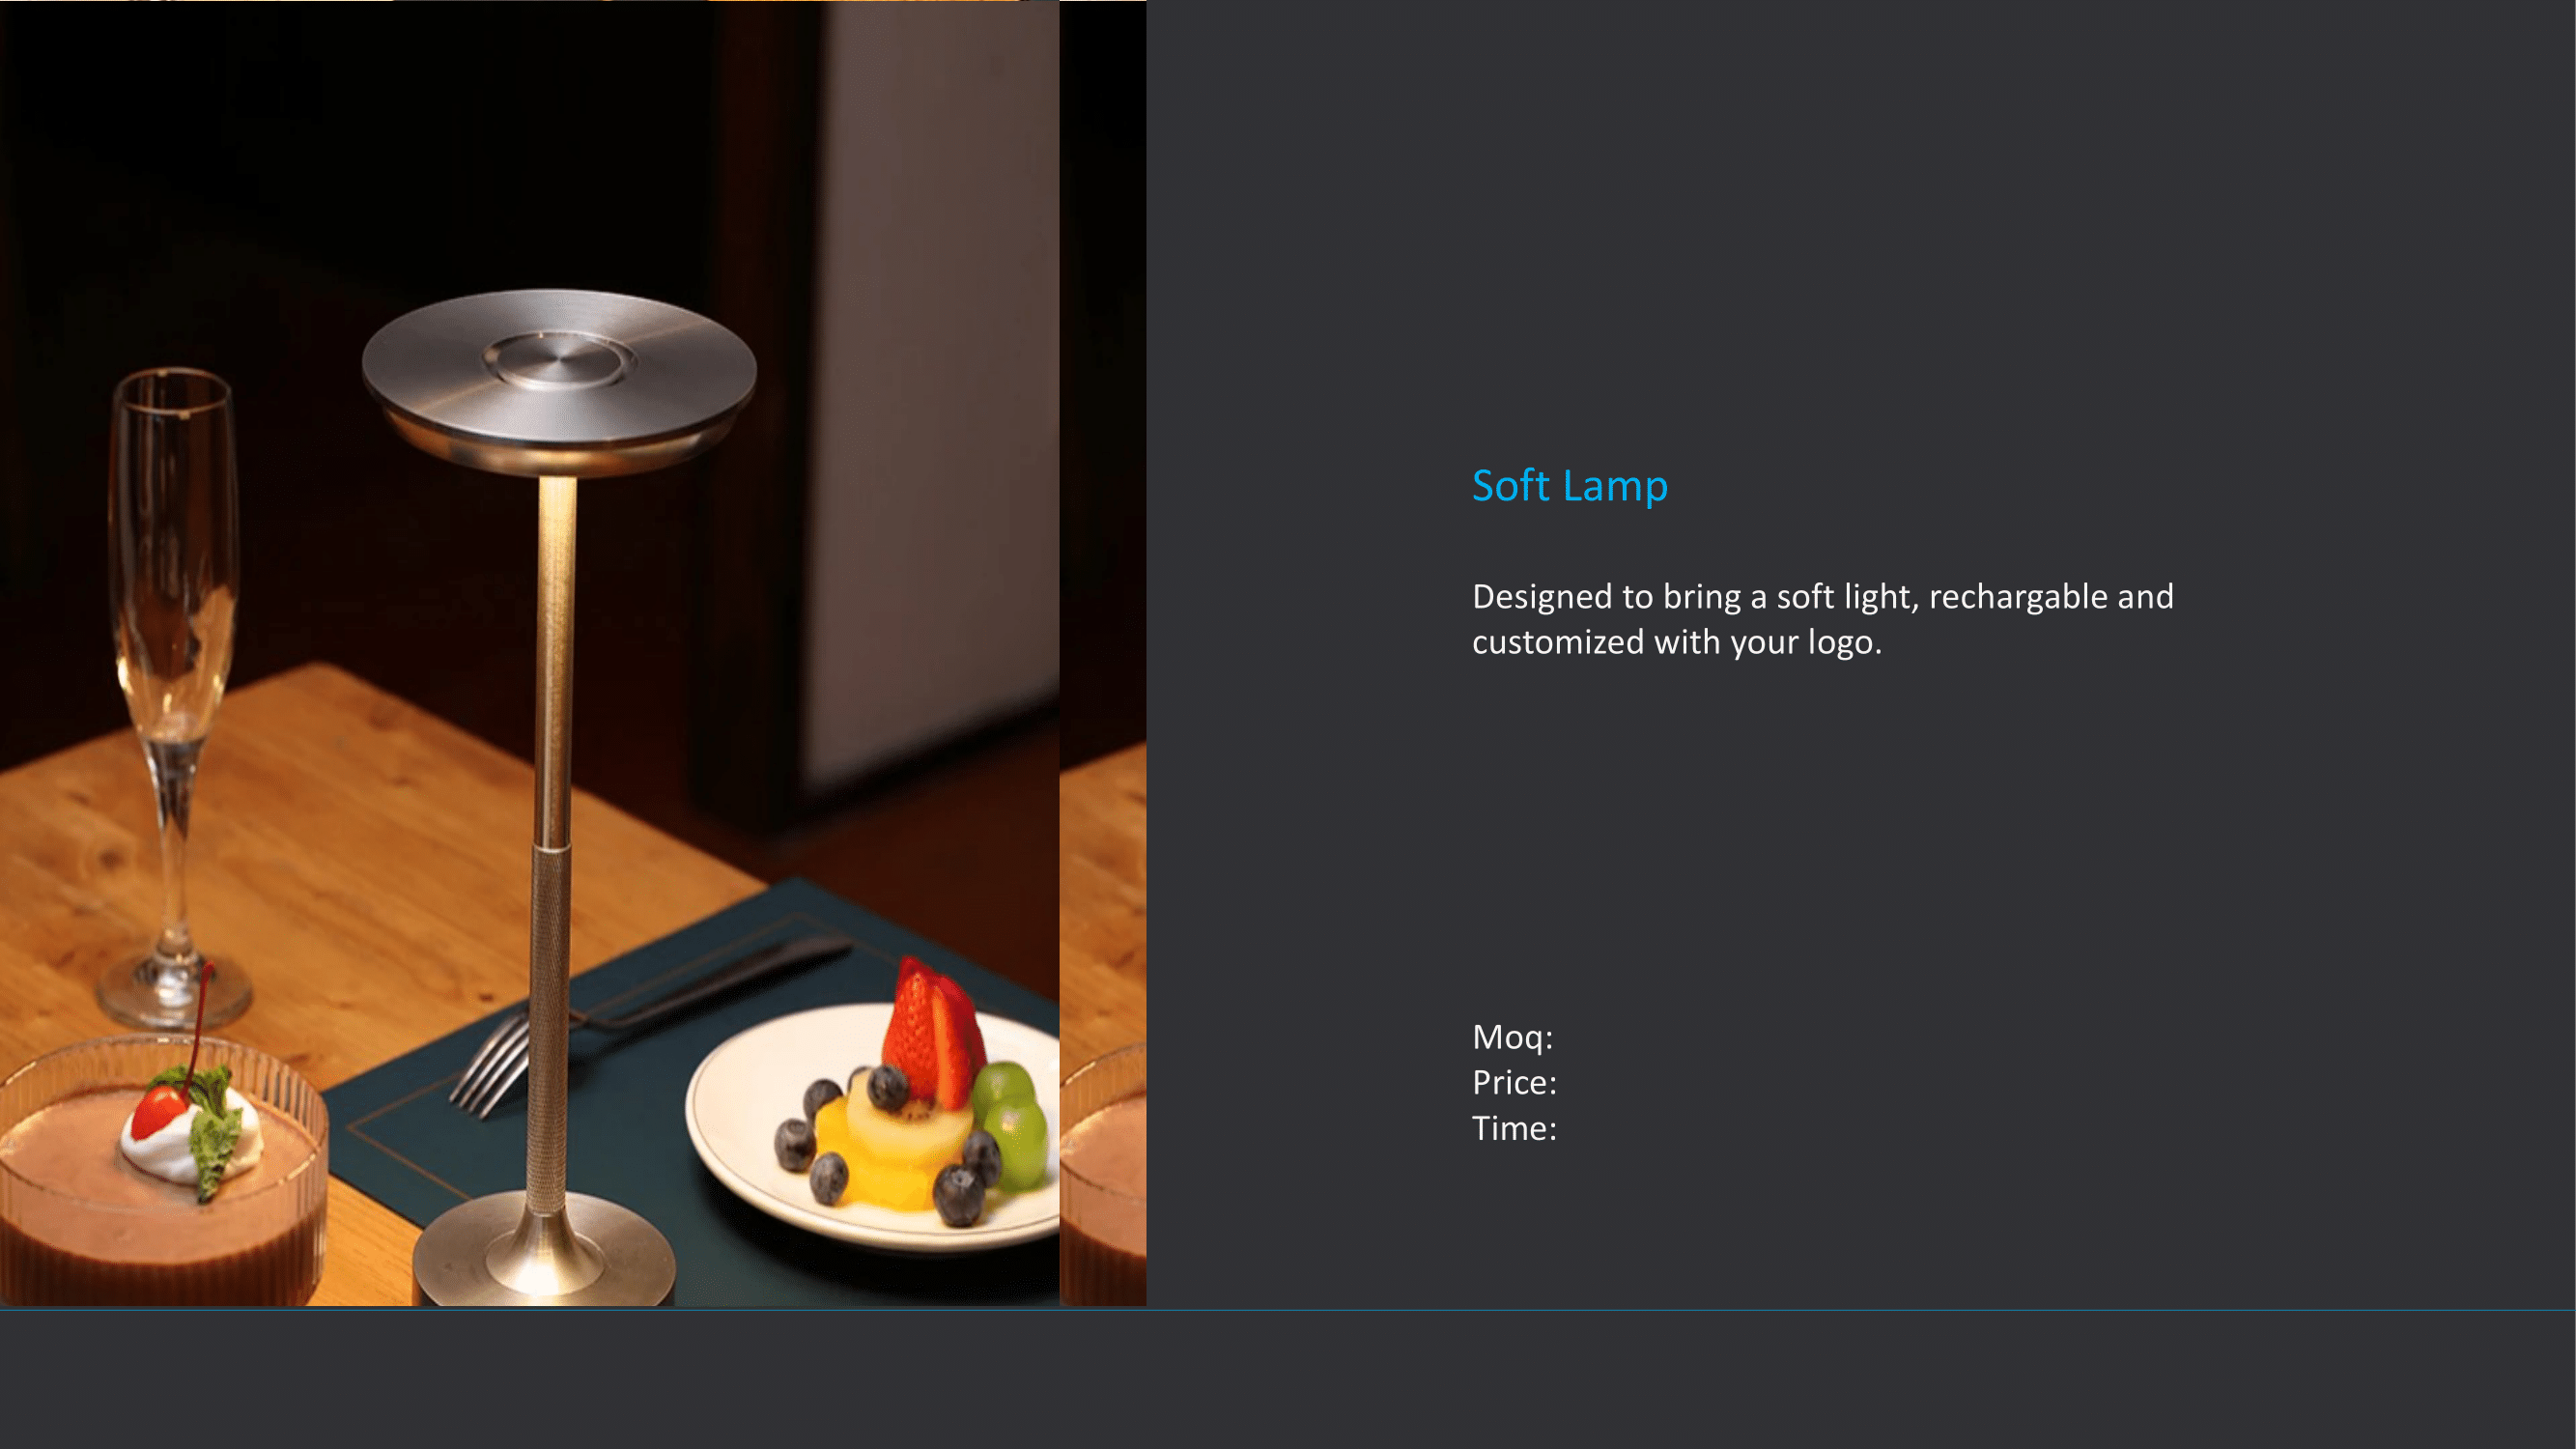 Soft Lamp
Designed to bring a soft light, rechargable and
customized with your logo.
Moq:
Price:
Time: